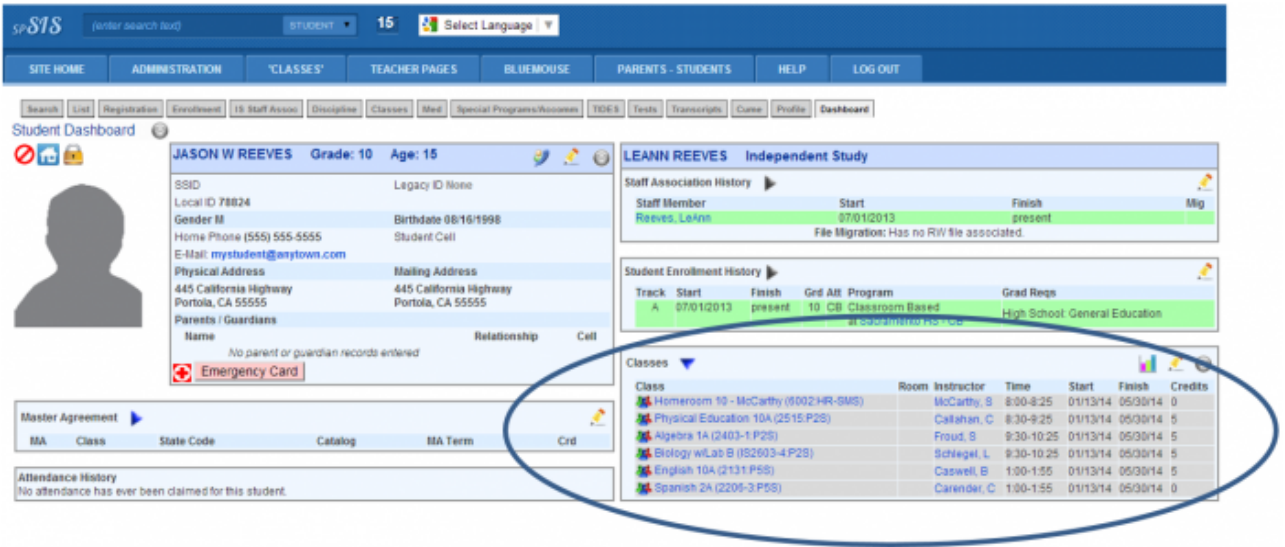 SPSIS (enter search text) STUDENT 15 Select Language
SITE HOME ADMINISTRATION 'CLASSES' TEACHER PAGES BLUEMOUSE PARENTS - STUDENTS HELP LOG OUT
Search List Registration Enrollment IS Staff Assoc Discipline Classes Med Special Programs/Accomm TIDES Tests Transcripts Cume Profile Dashboard
Student Dashboard
JASON W REEVES Grade: 10 Age: 15
SSID Legacy ID None
Local ID 78824
Gender M Birthdate 08/16/1998
Home Phone (555) 555-5555 Student Cell
E-Mail: mystudent@anytown.com
Physical Address Mailing Address
445 California Highway 445 California Highway
Portola, CA 55555 Portola, CA 55555
Parents / Guardians
Name Relationship Cell
No parent or guardian records entered
Emergency Card
Master Agreement
MA Class State Code Catalog MA Term Crd
Attendance History
No attendance has ever been claimed for this student.
LEANN REEVES Independent Study
Staff Association History
Staff Member Start Finish Mig
Reeves, LeAnn 07/01/2013 present
File Migration: Has no RW file associated.
Student Enrollment History
Track Start Finish Grd Att Program Grad Reqs
A 07/01/2013 present 10 CB Classroom Based High School: General Education
at Sacramento HS - CB
Classes
Class Room Instructor Time Start Finish Credits
Homeroom 10 - McCarthy (6002:HR-SMS) McCarthy, S 8:00-8:25 01/13/14 05/30/14 0
Physical Education 10A (2515:P2S) Callahan, C 8:30-9:25 01/13/14 05/30/14 5
Algebra 1A (2403-1:P2S) Froud, S 9:30-10:25 01/13/14 05/30/14 5
Biology w/Lab B (IS2603-4:P2S) Schlegel, L 9:30-10:25 01/13/14 05/30/14 5
English 10A (2131:P5S) Caswell, B 1:00-1:55 01/13/14 05/30/14 5
Spanish 2A (2206-3:P5S) Carender, C 1:00-1:55 01/13/14 05/30/14 0